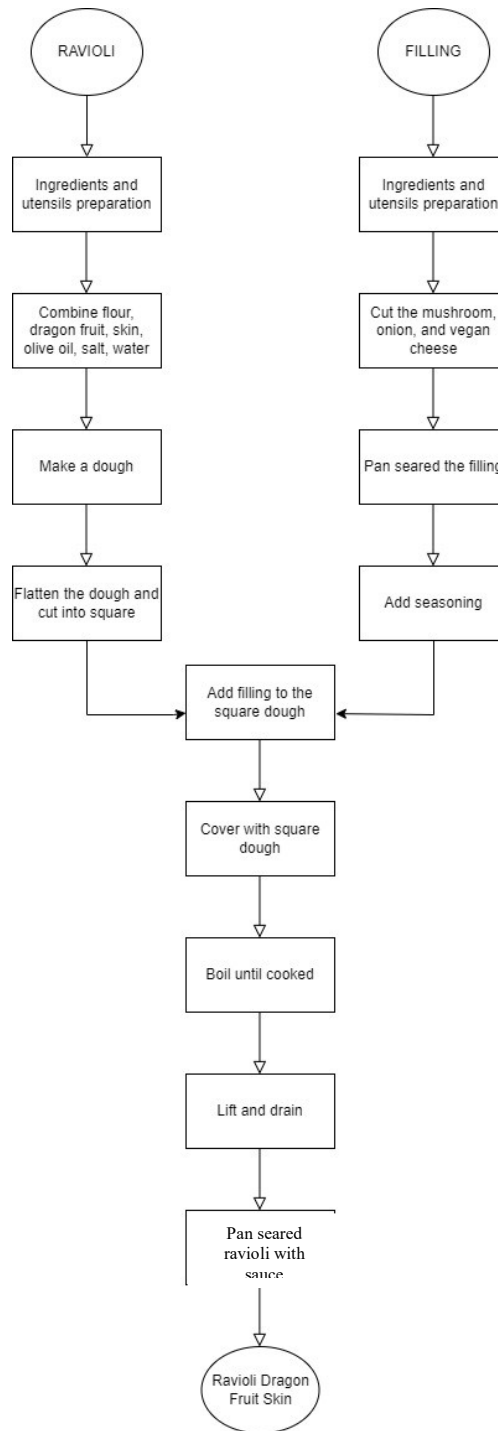 RAVIOLI
Ingredients and
utensils preparation
Combine flour,
dragon fruit, skin,
olive oil, salt, water
Make a dough
Flatten the dough and
cut into square
FILLING
Ingredients and
utensils preparation
Cut the mushroom,
onion, and vegan
cheese
Pan seared the filling
Add seasoning
Add filling to the
square dough
Cover with square
dough
Boil until cooked
Lift and drain
Pan seared
ravioli with
sauce
Ravioli Dragon
Fruit Skin